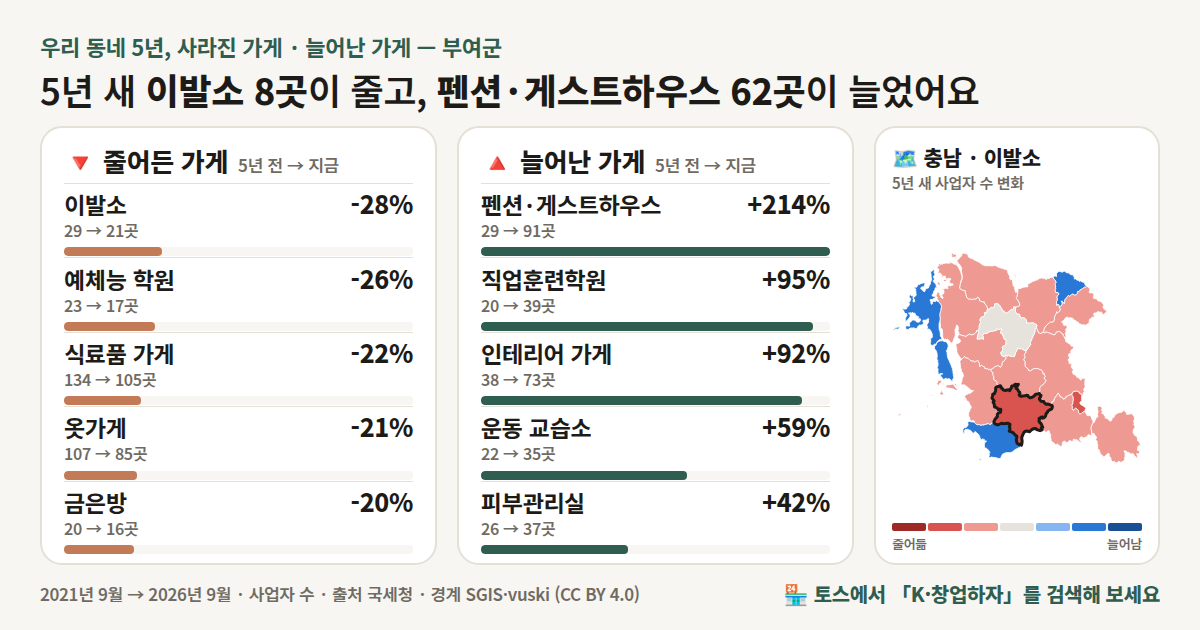 우리 동네 5년, 사라진 가게 · 늘어난 가게 — 부여군
5년 새 이발소 8곳이 줄고, 펜션·게스트하우스 62곳이 늘었어요
🔻 줄어든 가게 5년 전 → 지금
이발소 -28%
29 → 21곳
예체능 학원 -26%
23 → 17곳
식료품 가게 -22%
134 → 105곳
옷가게 -21%
107 → 85곳
금은방 -20%
20 → 16곳
🔺 늘어난 가게 5년 전 → 지금
펜션·게스트하우스 +214%
29 → 91곳
직업훈련학원 +95%
20 → 39곳
인테리어 가게 +92%
38 → 73곳
운동 교습소 +59%
22 → 35곳
피부관리실 +42%
26 → 37곳
🗺️ 충남 · 이발소
5년 새 사업자 수 변화
줄어듦 늘어남
2021년 9월 → 2026년 9월 · 사업자 수 · 출처 국세청 · 경계 SGIS·vuski (CC BY 4.0)
🏪 토스에서 「K·창업하자」를 검색해 보세요